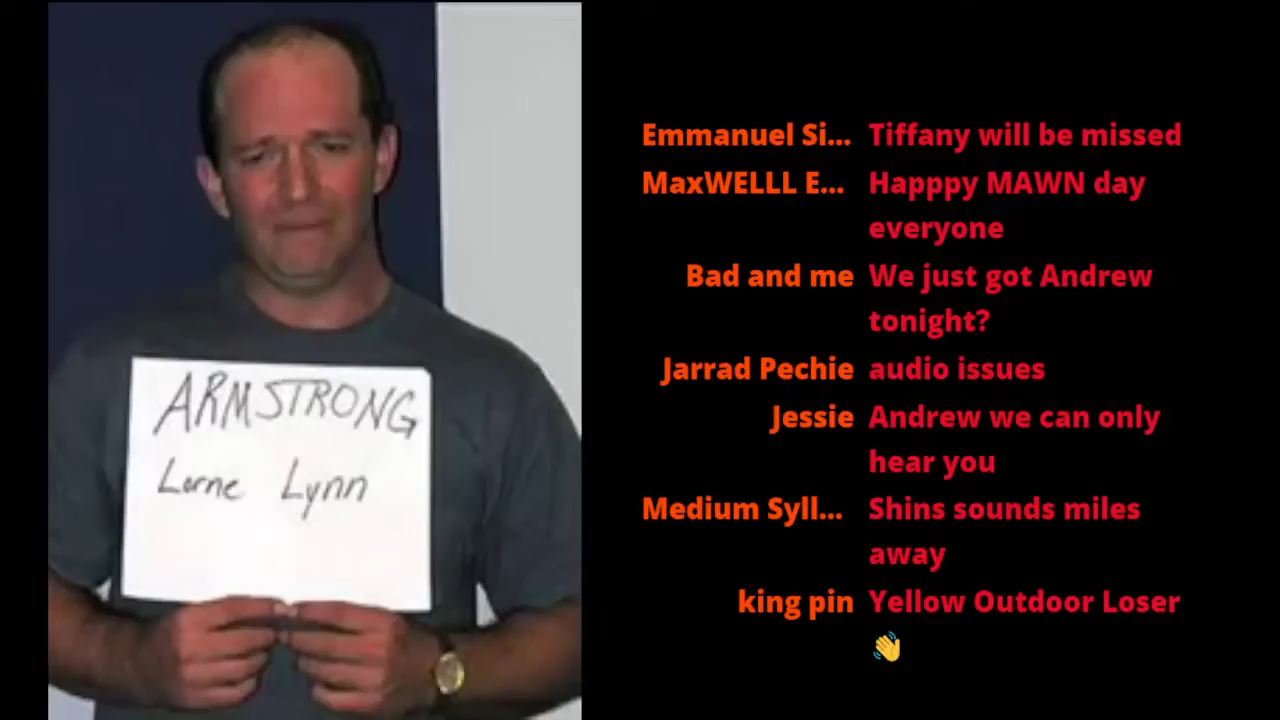 ARMSTRONG
Lorne Lynn
Emmanuel Si... Tiffany will be missed
MaxWELLL E... Happpy MAWN day
everyone
Bad and me We just got Andrew
tonight?
Jarrad Pechie audio issues
Jessie Andrew we can only
hear you
Medium Syll... Shins sounds miles
away
king pin Yellow Outdoor Loser
👋